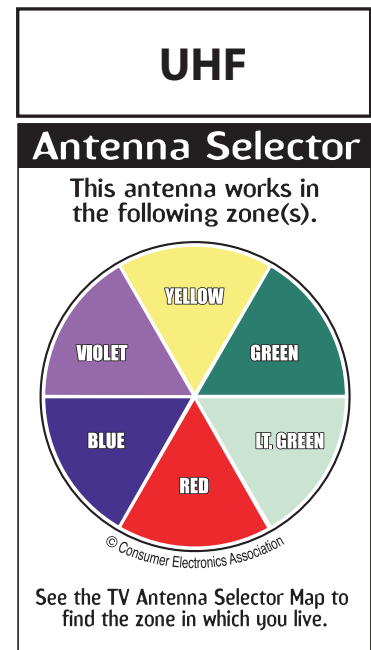 UHF
Antenna Selector
This antenna works in
the following zone(s).
YELLOW
VIOLET
GREEN
BLUE
LT. GREEN
RED
© Consumer Electronics Association
See the TV Antenna Selector Map to
find the zone in which you live.